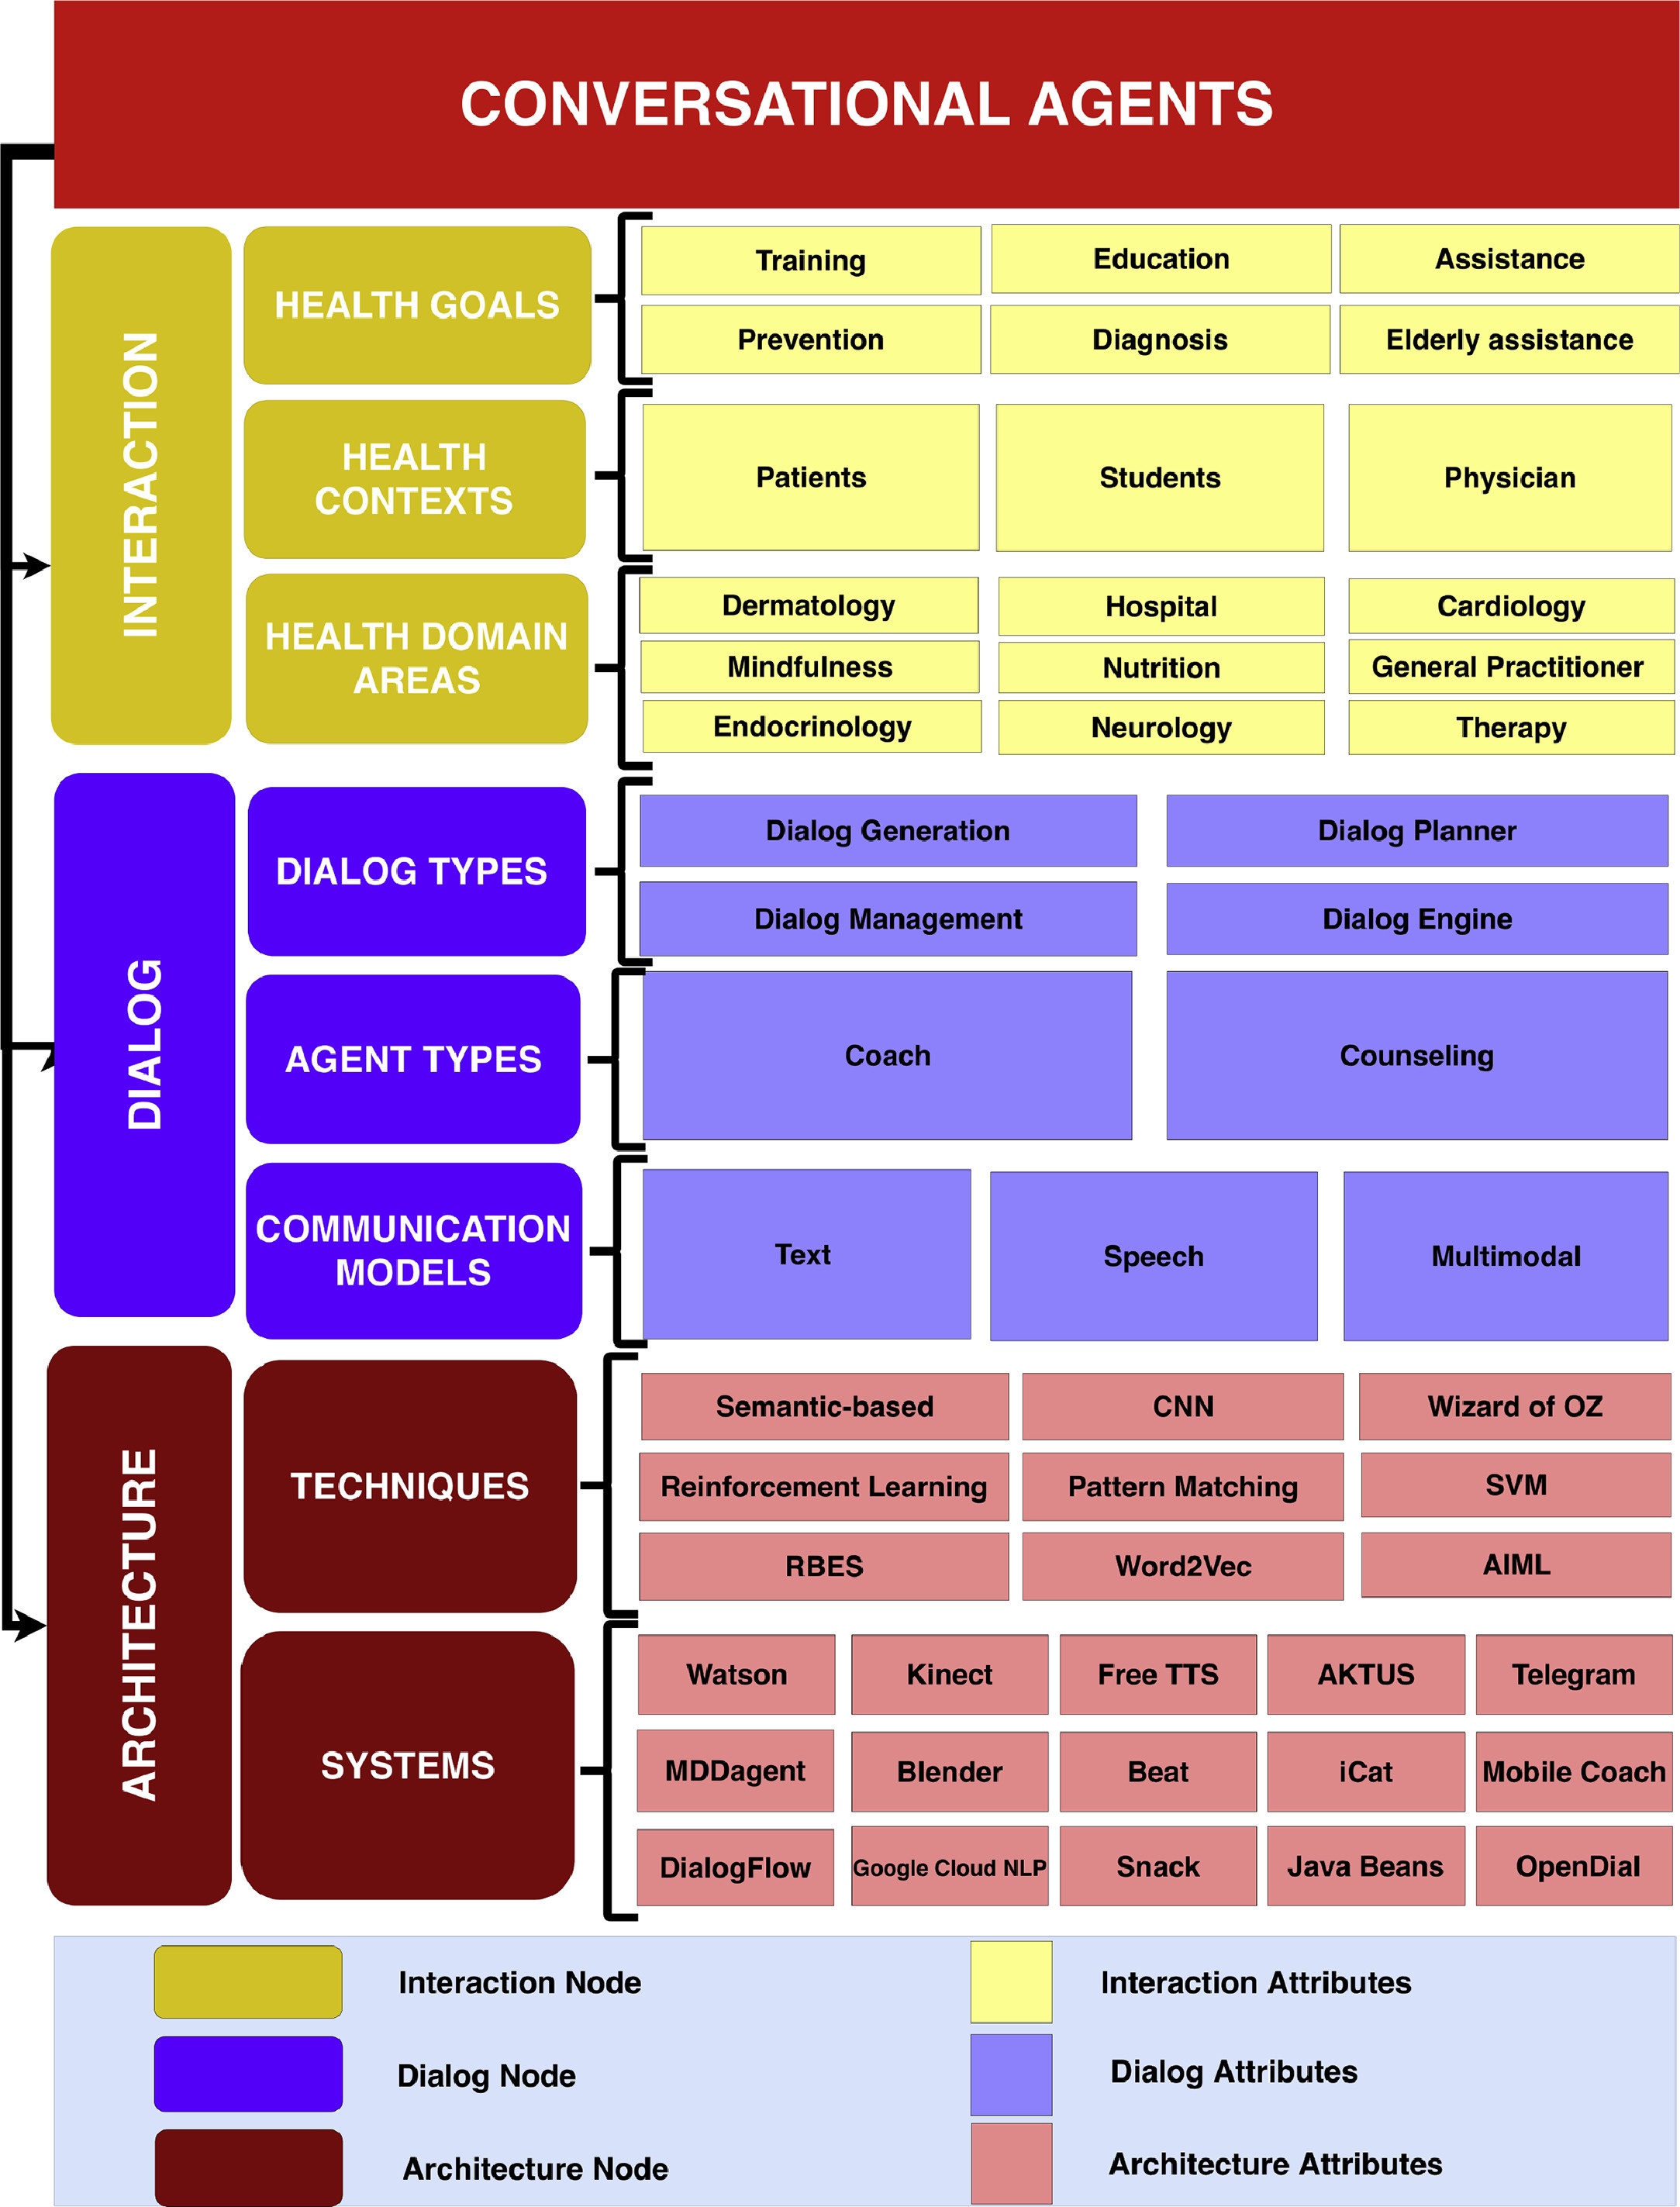 CONVERSATIONAL AGENTS
INTERACTION
HEALTH GOALS
Training
Education
Assistance
Prevention
Diagnosis
Elderly assistance
HEALTH
CONTEXTS
Patients
Students
Physician
HEALTH DOMAIN
AREAS
Dermatology
Hospital
Cardiology
Mindfulness
Nutrition
General Practitioner
Endocrinology
Neurology
Therapy
DIALOG
DIALOG TYPES
Dialog Generation
Dialog Planner
Dialog Management
Dialog Engine
AGENT TYPES
Coach
Counseling
COMMUNICATION
MODELS
Text
Speech
Multimodal
ARCHITECTURE
TECHNIQUES
Semantic-based
CNN
Wizard of OZ
Reinforcement Learning
Pattern Matching
SVM
RBES
Word2Vec
AIML
SYSTEMS
Watson
Kinect
Free TTS
AKTUS
Telegram
MDDagent
Blender
Beat
iCat
Mobile Coach
DialogFlow
Google Cloud NLP
Snack
Java Beans
OpenDial
Interaction Node
Interaction Attributes
Dialog Node
Dialog Attributes
Architecture Node
Architecture Attributes